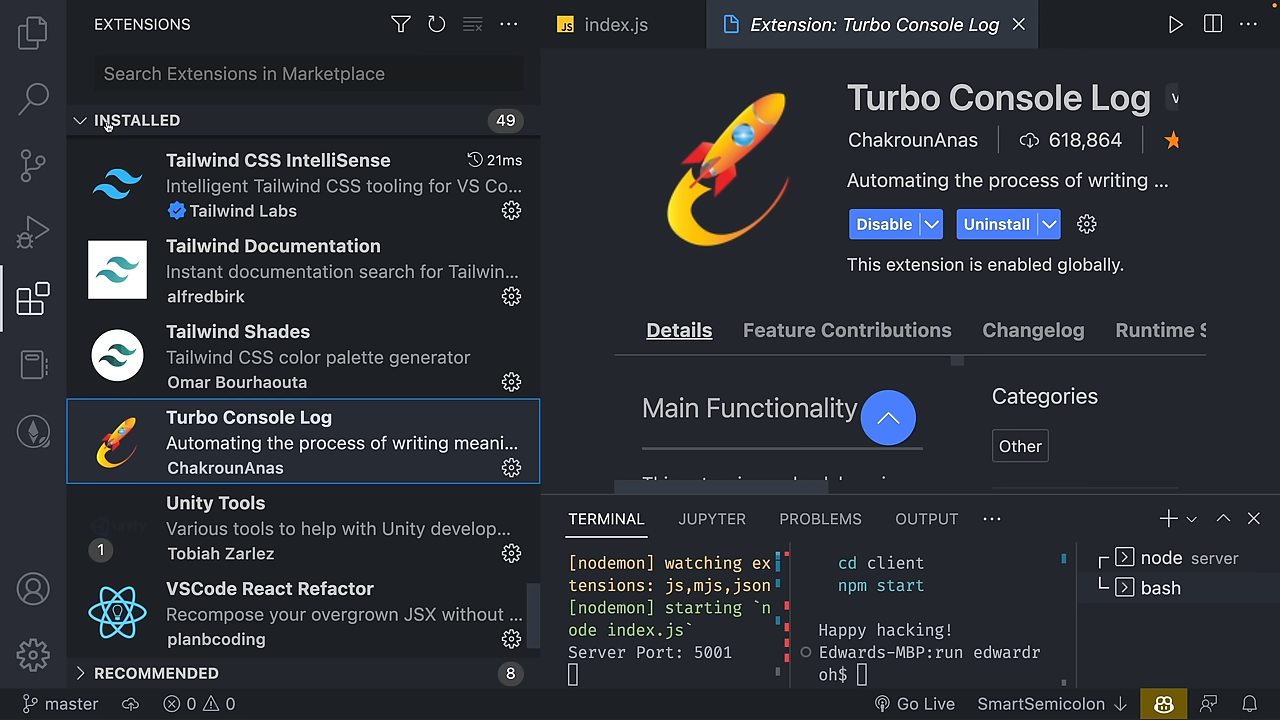 EXTENSIONS
Search Extensions in Marketplace
INSTALLED
49
Tailwind CSS IntelliSense
21ms
Intelligent Tailwind CSS tooling for VS Co...
Tailwind Labs
Tailwind Documentation
Instant documentation search for Tailwin...
alfredbirk
Tailwind Shades
Tailwind CSS color palette generator
Omar Bourhaouta
Turbo Console Log
Automating the process of writing meani...
ChakrounAnas
Unity Tools
Various tools to help with Unity develop...
1
Tobiah Zarlez
VSCode React Refactor
Recompose your overgrown JSX without ...
planbcoding
RECOMMENDED
8
JS index.js
Extension: Turbo Console Log
Turbo Console Log
v
ChakrounAnas
618,864
Automating the process of writing ...
Disable
Uninstall
This extension is enabled globally.
Details
Feature Contributions
Changelog
Runtime S
Main Functionality
Categories
Other
TERMINAL
JUPYTER
PROBLEMS
OUTPUT
[nodemon] watching ex
tensions: js,mjs,json
[nodemon] starting `n
ode index.js`
Server Port: 5001
cd client
npm start
Happy hacking!
Edwards-MBP:run edwardr
oh$
node server
bash
master
0
0
Go Live
SmartSemicolon ↓